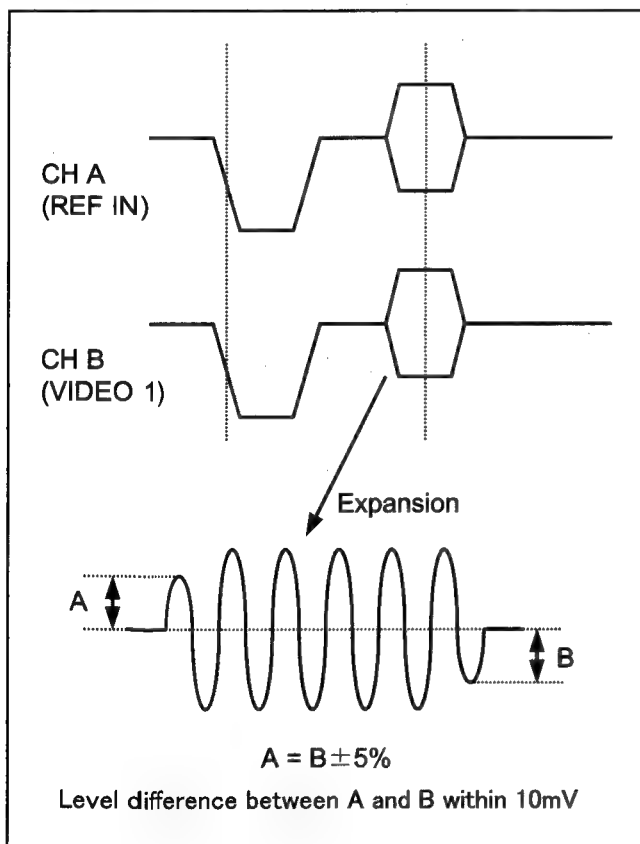 CH A
(REF IN)
CH B
(VIDEO 1)
Expansion
A
B
A = B±5%
Level difference between A and B within 10mV